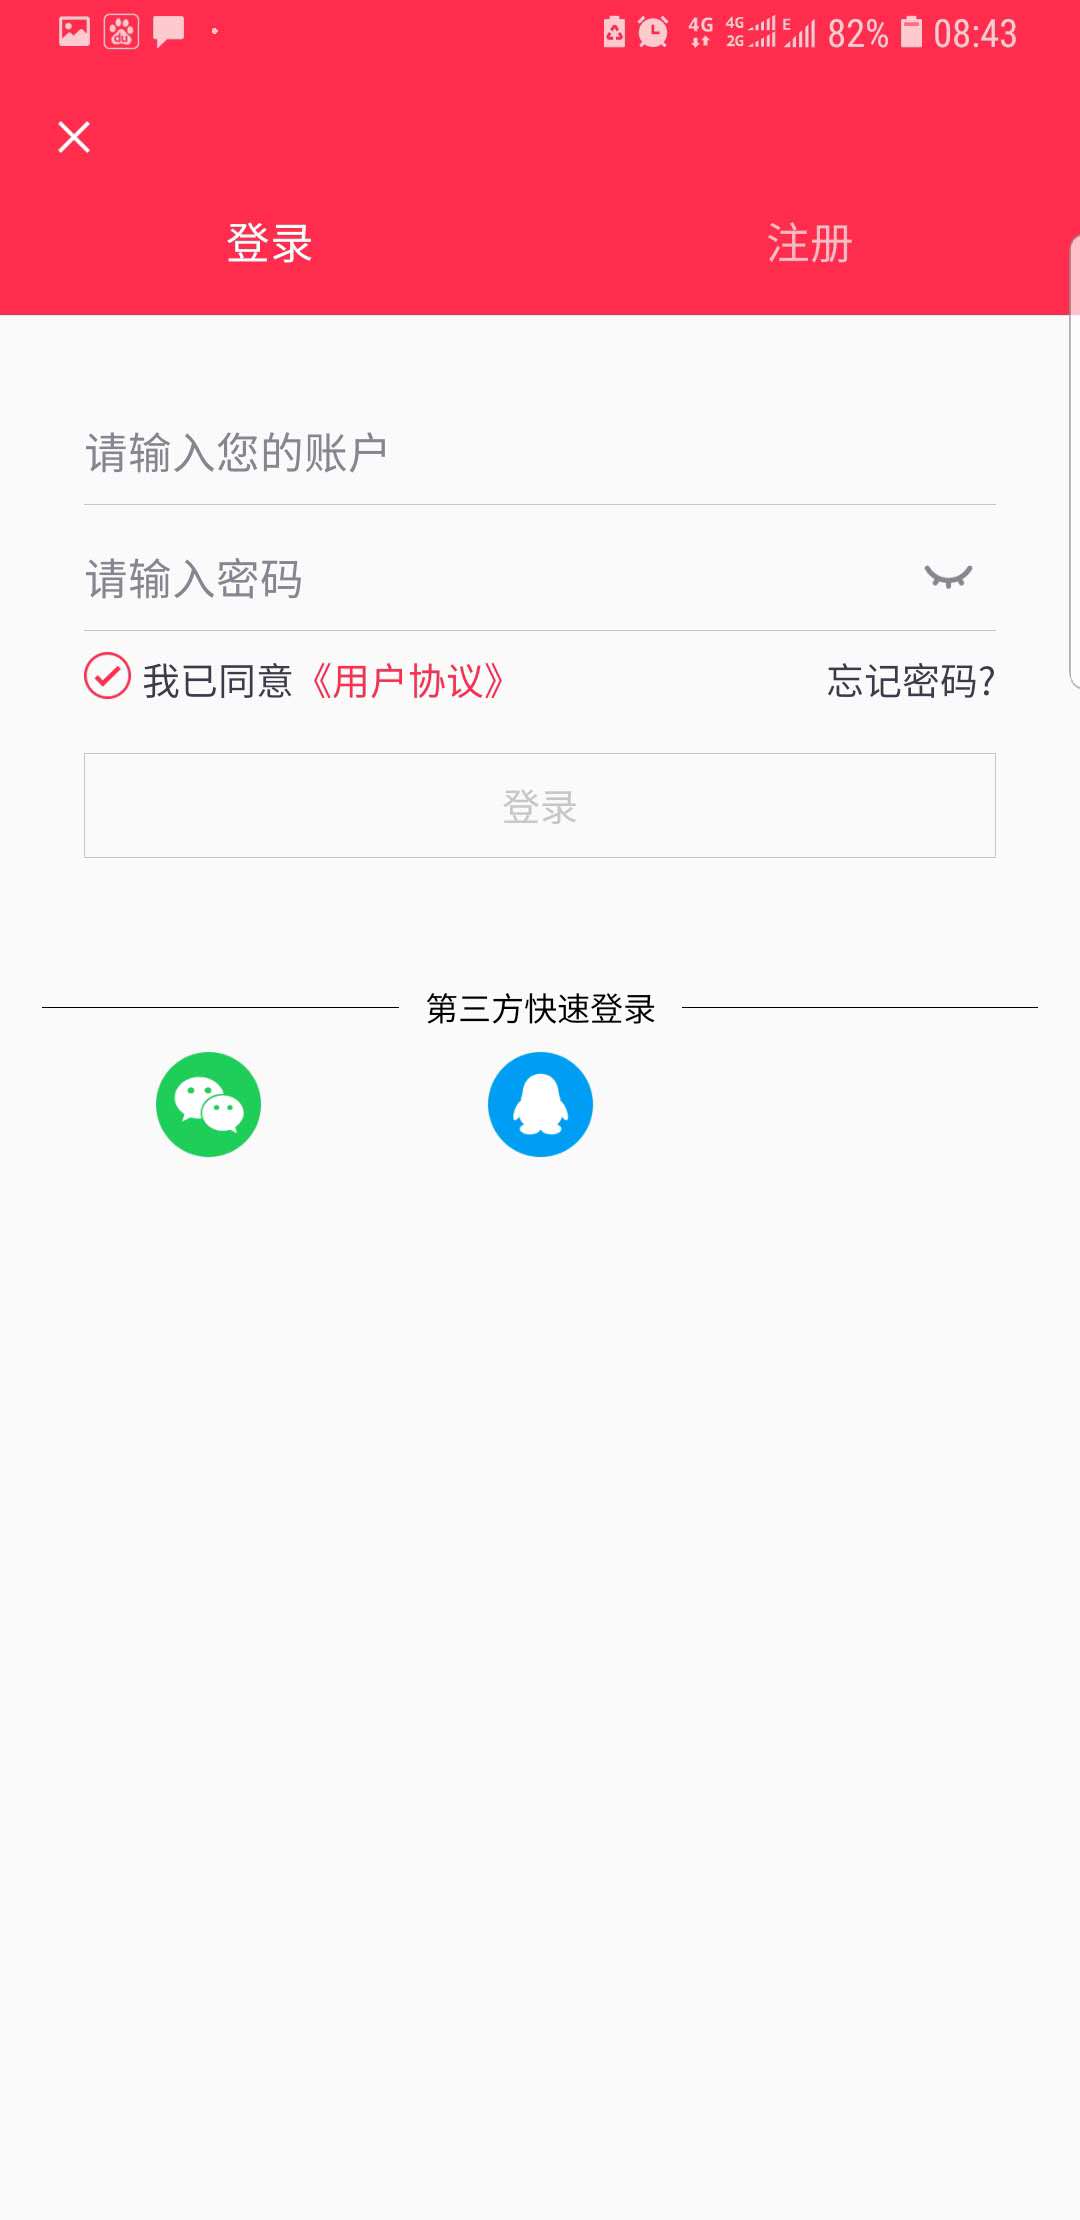 4G 4G 2G E 82% 08:43
登录 注册
请输入您的账户
请输入密码
我已同意《用户协议》 忘记密码?
登录
第三方快速登录